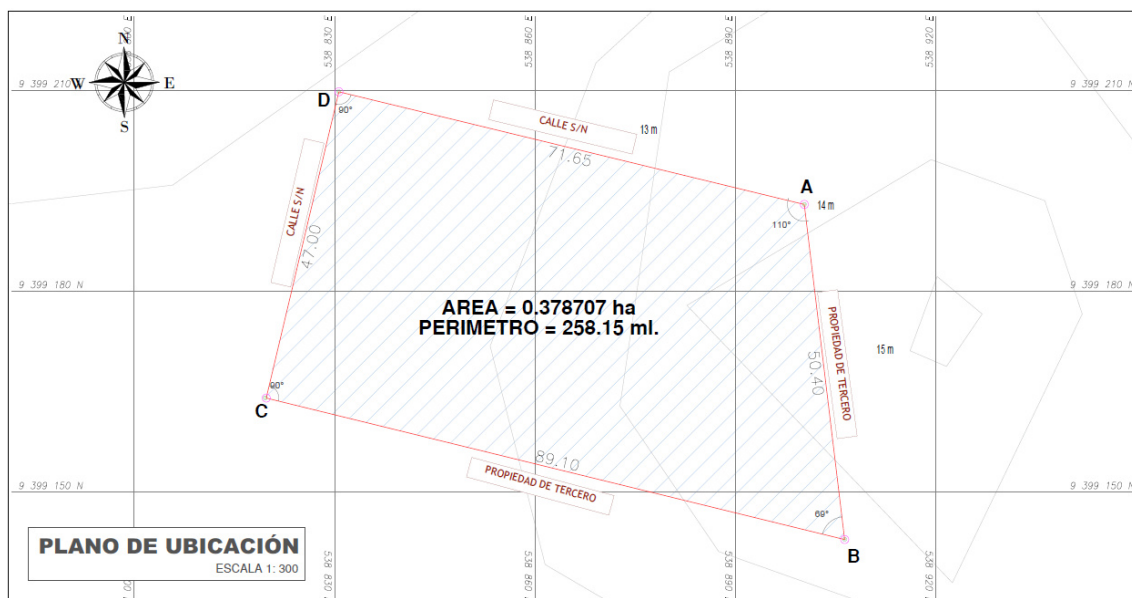 N
W E
S
538 830 E
538 860 E
538 890 E
538 920 E
9 399 210 N
9 399 210 N
D
90°
CALLE S/N
13 m
71.65
A
14 m
110°
CALLE S/N
47.00
9 399 180 N
9 399 180 N
AREA = 0.378707 ha
PERIMETRO = 258.15 ml.
PROPIEDAD DE TERCERO
50.40
15 m
90°
C
89.10
PROPIEDAD DE TERCERO
9 399 150 N
9 399 150 N
69°
B
PLANO DE UBICACIÓN
ESCALA 1: 300
538 830
538 860
538 890
538 920